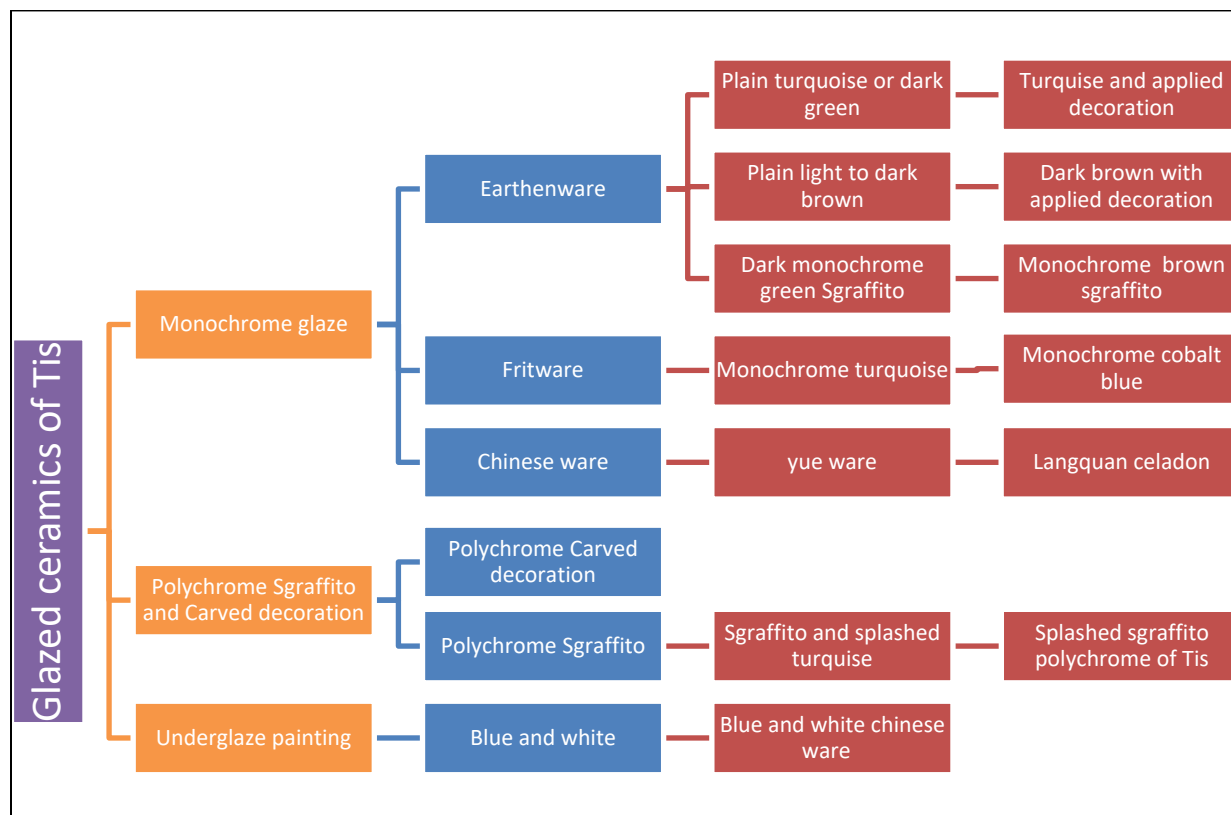 Glazed ceramics of Tis
Monochrome glaze
Earthenware
Plain turquoise or dark
green
Turquise and applied
decoration
Plain light to dark
brown
Dark brown with
applied decoration
Dark monochrome
green Sgraffito
Monochrome brown
sgraffito
Fritware
Monochrome turquoise
Monochrome cobalt
blue
Chinese ware
yue ware
Langquan celadon
Polychrome Sgraffito
and Carved decoration
Polychrome Carved
decoration
Polychrome Sgraffito
Sgraffito and splashed
turquise
Splashed sgraffito
polychrome of Tis
Underglaze painting
Blue and white
Blue and white chinese
ware